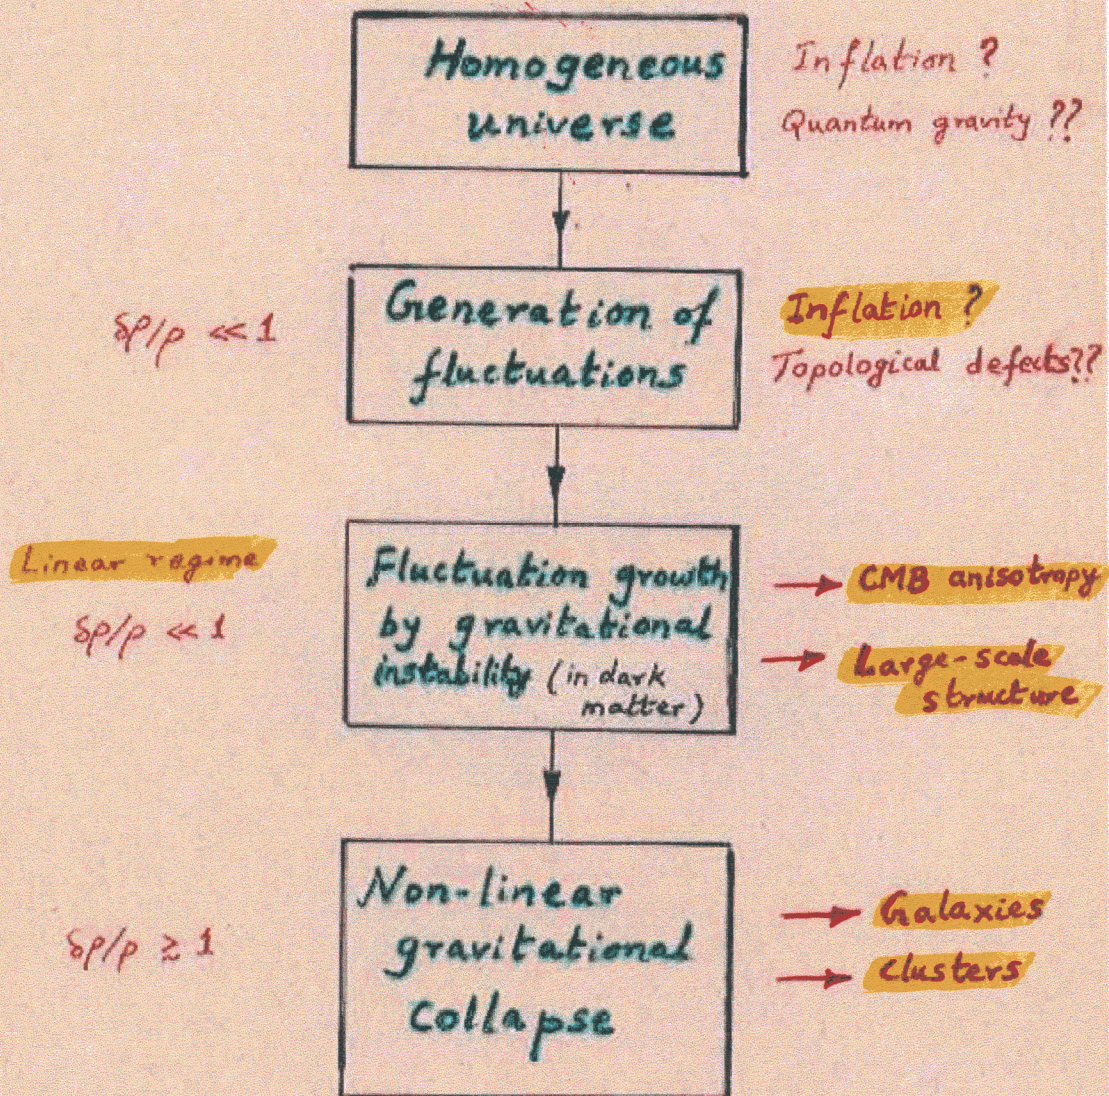 Homogeneous
universe
Inflation ?
Quantum gravity ??
δρ/ρ << 1
Generation of
fluctuations
Inflation ?
Topological defects??
Linear regime
δρ/ρ << 1
Fluctuation growth
by gravitational
instability (in dark
matter)
→ CMB anisotropy
→ Large-scale
structure
δρ/ρ ≳ 1
Non-linear
gravitational
collapse
→ Galaxies
→ clusters